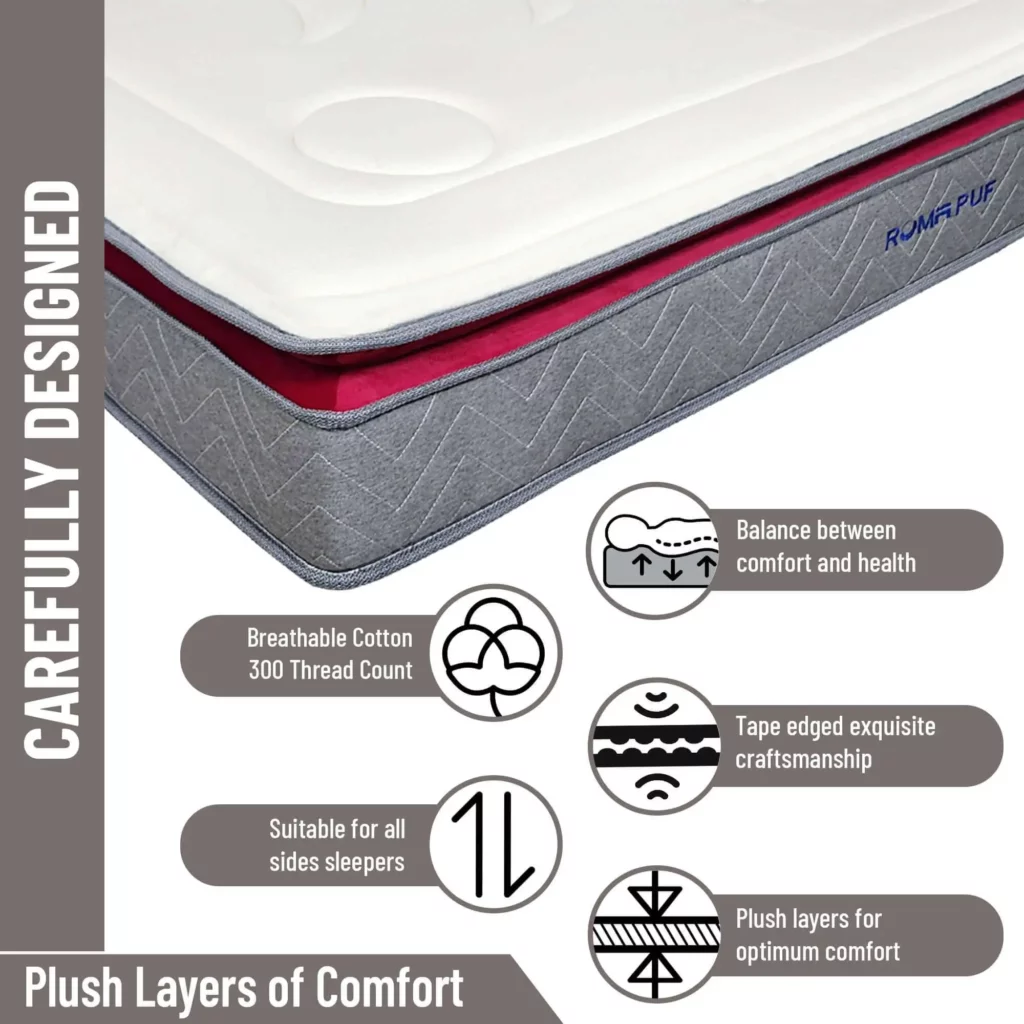 CAREFULLY DESIGNED
ROMA PUF
Balance between
comfort and health
Breathable Cotton
300 Thread Count
Tape edged exquisite
craftsmanship
Suitable for all
sides sleepers
Plush layers for
optimum comfort
Plush Layers of Comfort